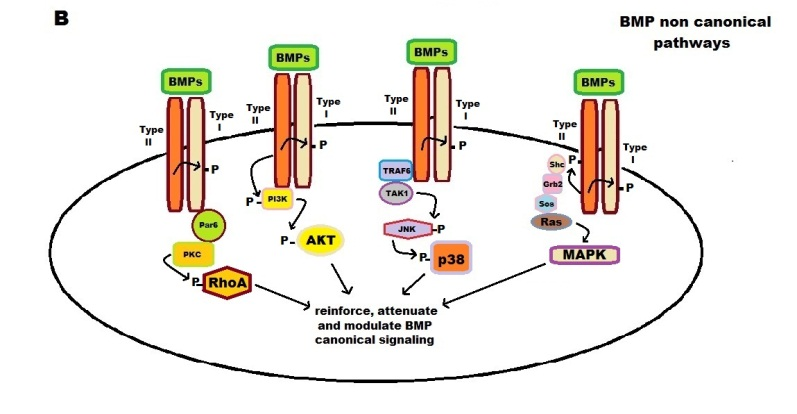 B
BMP non canonical
pathways
BMPs
Type
II
Type
I
P
Par6
PKC
P
RhoA
BMPs
Type
II
Type
I
P
P
PI3K
P
AKT
BMPs
Type
II
Type
I
P
TRAF6
TAK1
JNK
P
P
p38
BMPs
Type
II
Type
I
P
P
Shc
Grb2
Sos
Ras
MAPK
reinforce, attenuate
and modulate BMP
canonical signaling